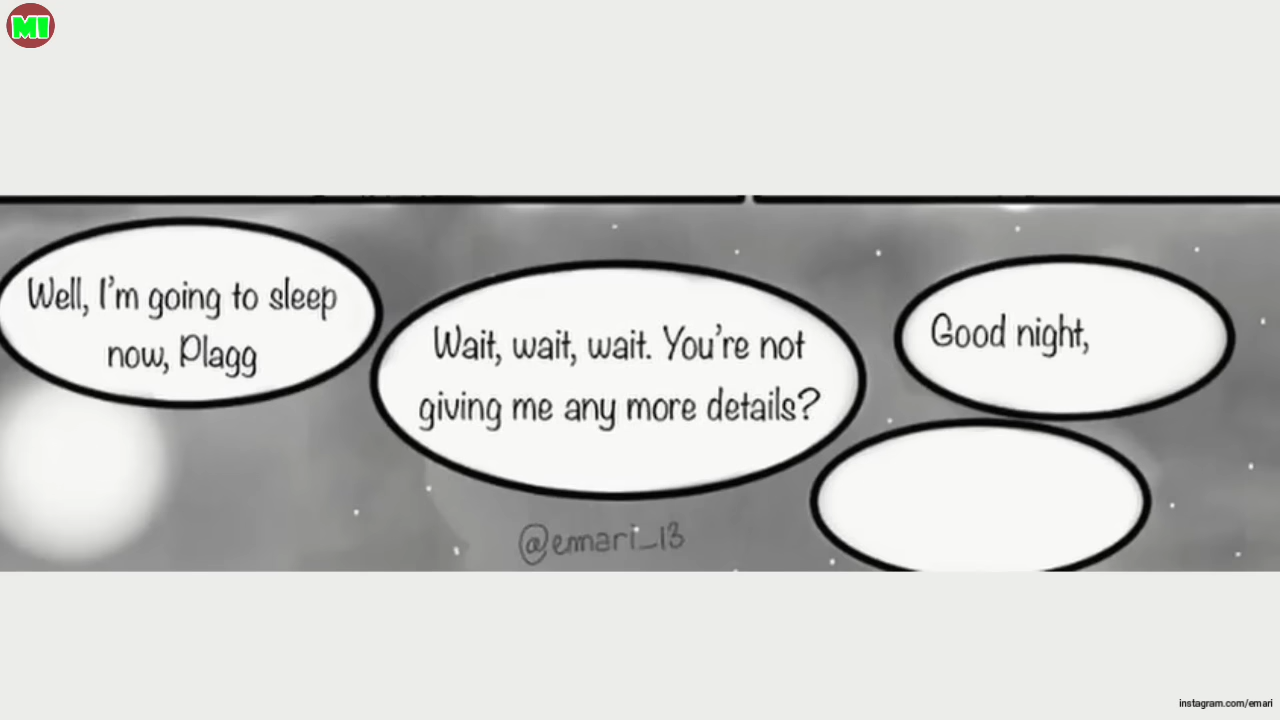 MI
Well, I'm going to sleep
now, Plagg
Wait, wait, wait. You're not
giving me any more details?
Good night,
@emari_13
instagram.com/emari